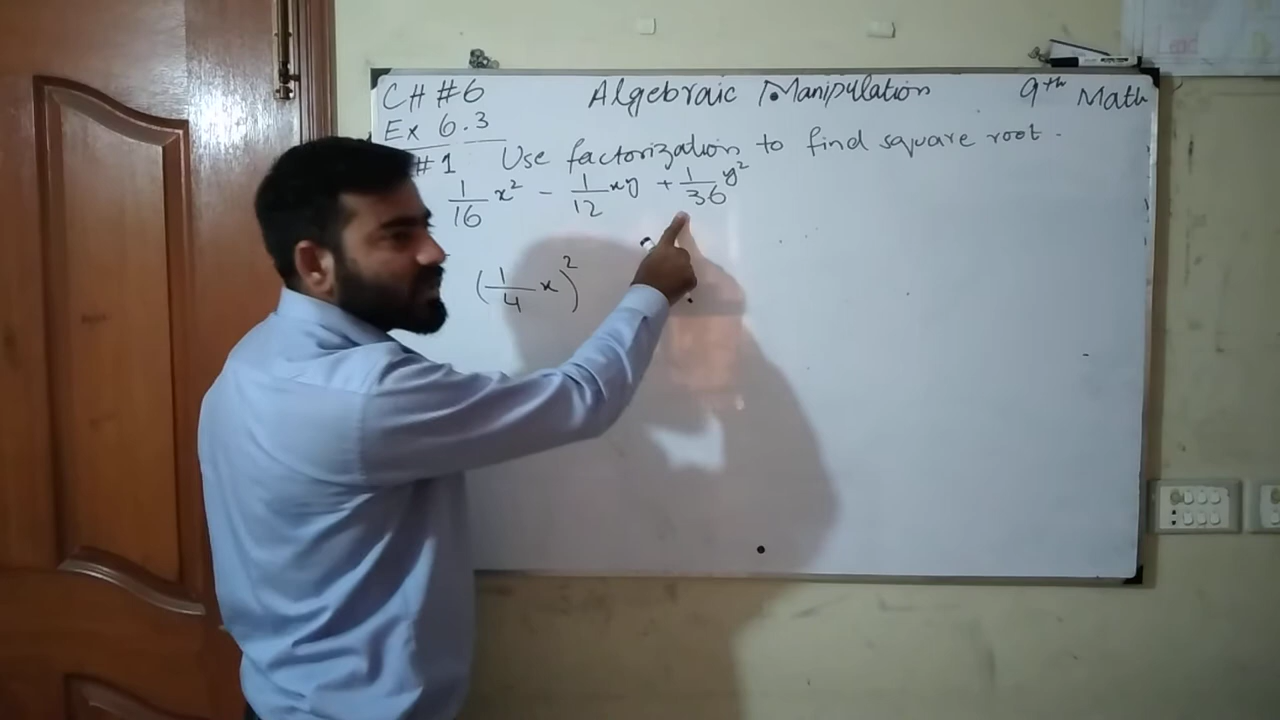 CH #6 Algebraic Manipulation 9th Math
Ex 6.3
#1 Use factorization to find square root.
1/16 x² - 1/12 xy + 1/36 y²
(1/4 x)²